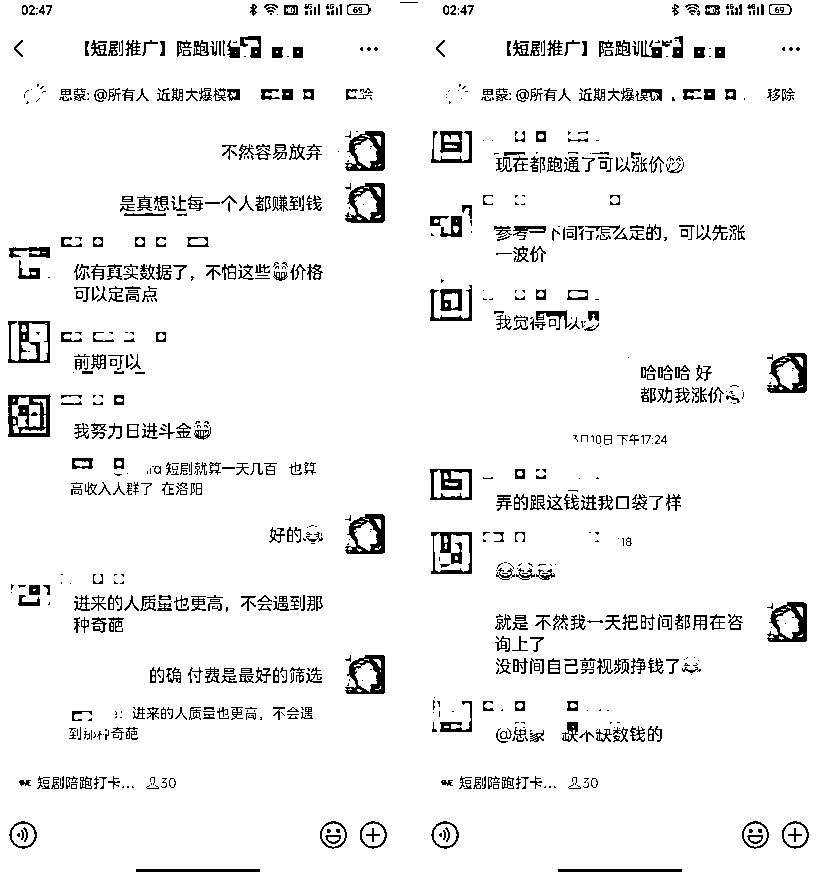 02:47
69
【短剧推广】陪跑训
思蒙: @所有人 近期大爆模
不然容易放弃
是真想让每一个人都赚到钱
你有真实数据了，不怕这些😁价格
可以定高点
前期可以
我努力日进斗金😁
短剧就算一天几百 也算
高收入人群了 在洛阳
好的😂
进来的人质量也更高，不会遇到那
种奇葩
的确 付费是最好的筛选
进来的人质量也更高，不会遇
到那种奇葩
短剧陪跑打卡... 30
02:47
69
【短剧推广】陪跑训
思蒙: @所有人 近期大爆模 移除
现在都跑通了可以涨价
参考一下同行怎么定的，可以先涨
一波价
我觉得可以
哈哈哈 好
都劝我涨价
3月10日 下午17:24
弄的跟这钱进我口袋了样
😂😂😂
就是 不然我一天把时间都用在咨
询上了
没时间自己剪视频挣钱了😂
@思蒙 缺不缺数钱的
短剧陪跑打卡... 30